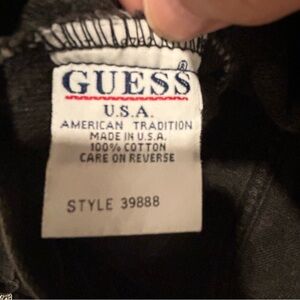 GUESS®
U.S.A.
AMERICAN TRADITION
MADE IN U.S.A.
100% COTTON
CARE ON REVERSE
STYLE 39888